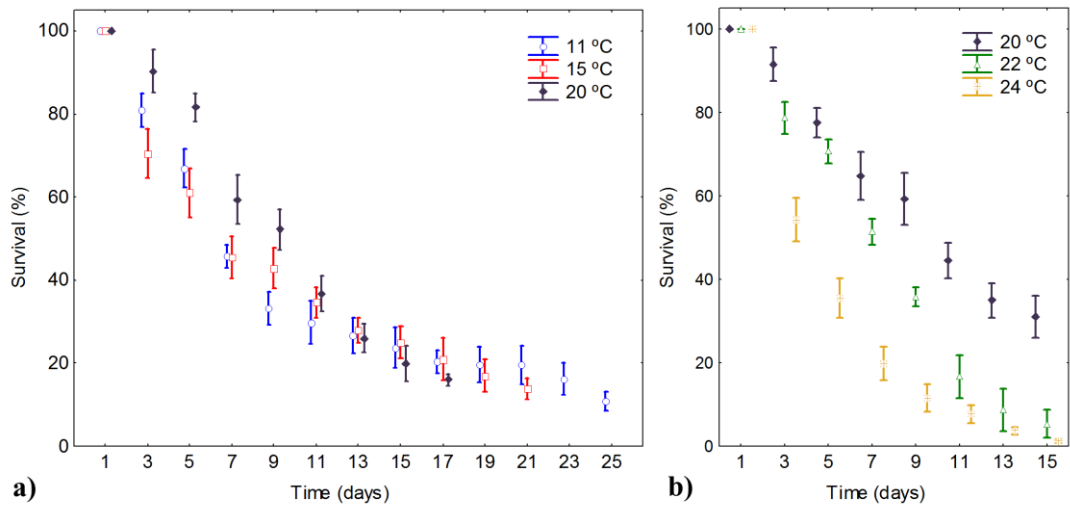 100
80
60
40
20
0
Survival (%)
11 ºC
15 ºC
20 ºC
1 3 5 7 9 11 13 15 17 19 21 23 25
Time (days)
a)
100
80
60
40
20
0
Survival (%)
20 ºC
22 ºC
24 ºC
1 3 5 7 9 11 13 15
Time (days)
b)